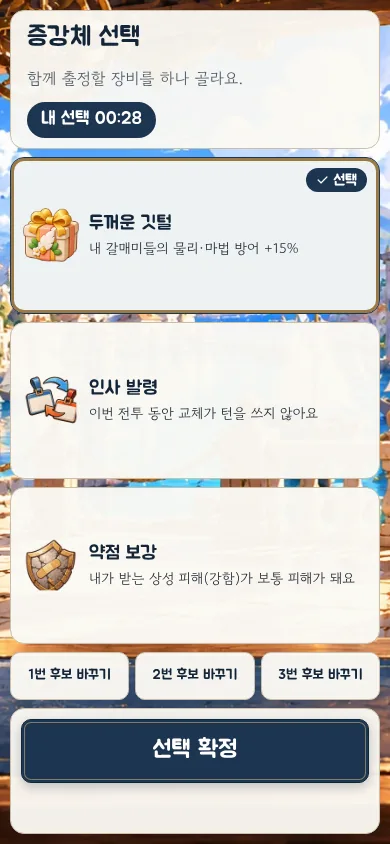 증강체 선택
함께 출정할 장비를 하나 골라요.
내 선택 00:28
✓ 선택
두꺼운 깃털
내 갈매미들의 물리·마법 방어 +15%
인사 발령
이번 전투 동안 교체가 턴을 쓰지 않아요
약점 보강
내가 받는 상성 피해(강함)가 보통 피해가 돼요
1번 후보 바꾸기
2번 후보 바꾸기
3번 후보 바꾸기
선택 확정